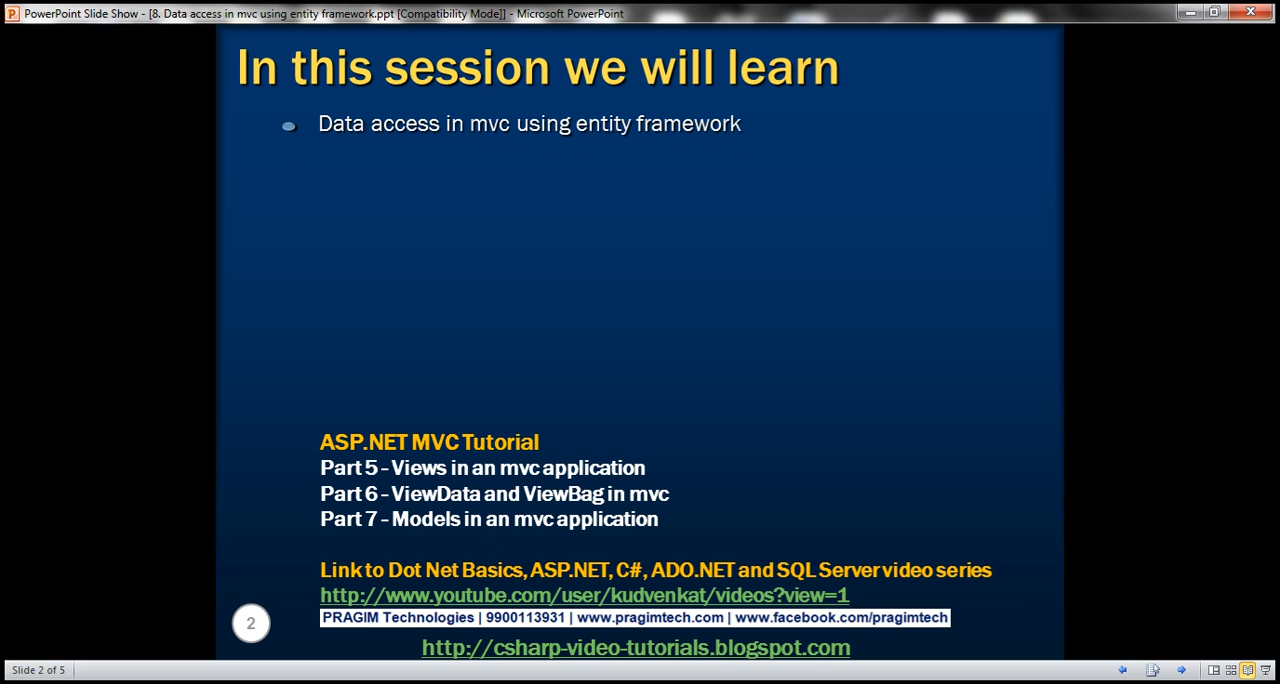 PowerPoint Slide Show - [8. Data access in mvc using entity framework.ppt [Compatibility Mode]] - Microsoft PowerPoint
In this session we will learn
Data access in mvc using entity framework
ASP.NET MVC Tutorial
Part 5 - Views in an mvc application
Part 6 - ViewData and ViewBag in mvc
Part 7 - Models in an mvc application
Link to Dot Net Basics, ASP.NET, C#, ADO.NET and SQL Server video series
http://www.youtube.com/user/kudvenkat/videos?view=1
PRAGIM Technologies | 9900113931 | www.pragimtech.com | www.facebook.com/pragimtech
2
http://csharp-video-tutorials.blogspot.com
Slide 2 of 5